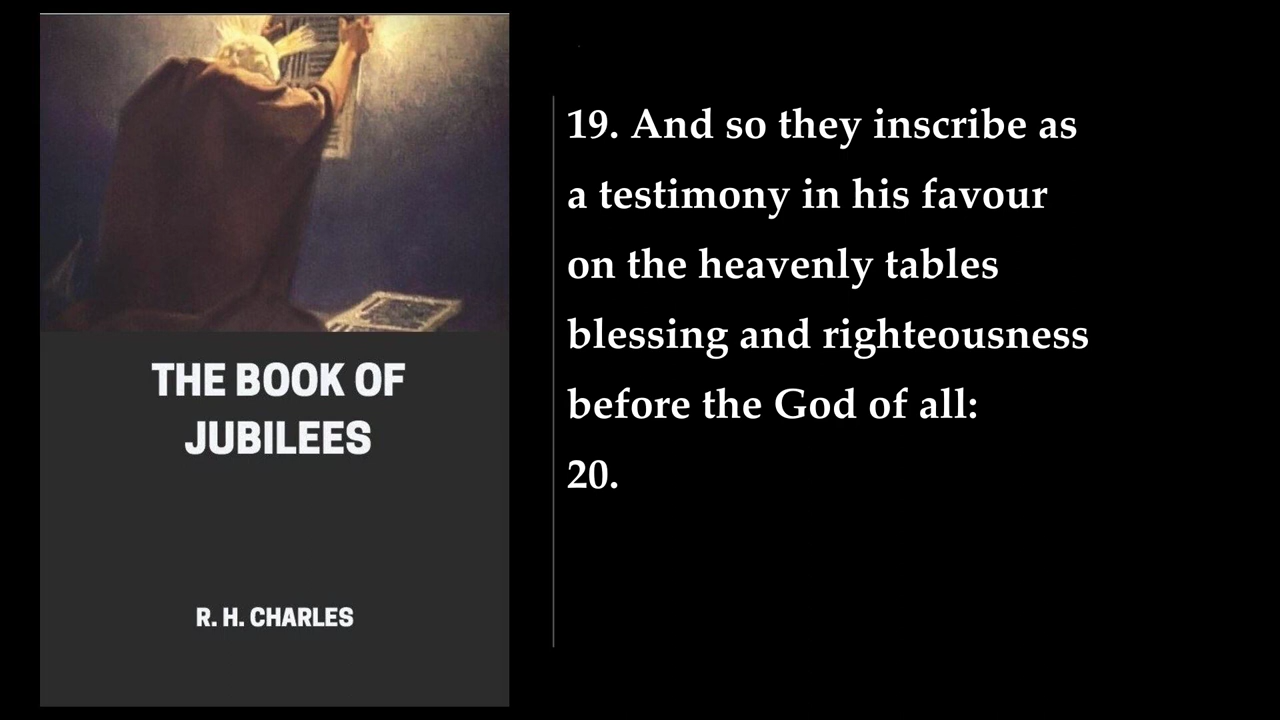 THE BOOK OF
JUBILEES
R. H. CHARLES
19. And so they inscribe as
a testimony in his favour
on the heavenly tables
blessing and righteousness
before the God of all:
20.